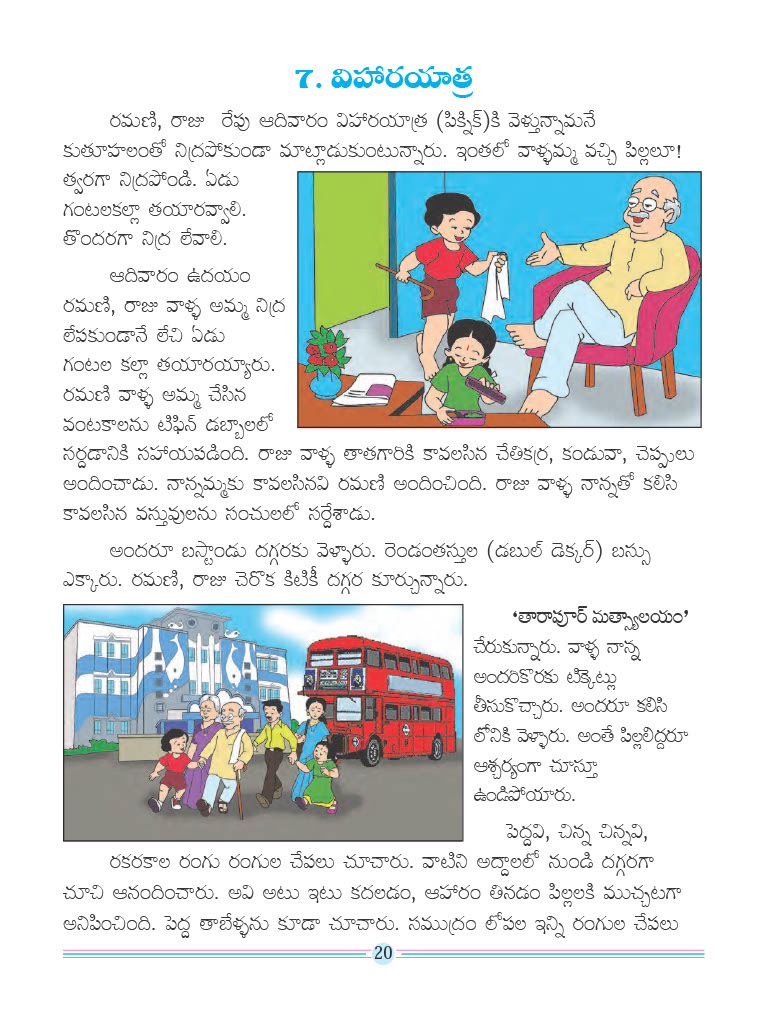 7. విహారయాత్ర
రమణి, రాజు రేపు ఆదివారం విహారయాత్ర (పిక్నిక్)కి వెళ్తున్నామనే
కుతూహలంతో నిద్రపోకుండా మాట్లాడుకుంటున్నారు. ఇంతలో వాళ్ళమ్మ వచ్చి పిల్లలూ!
త్వరగా నిద్రపోండి. ఏడు
గంటలకల్లా తయారవ్వాలి.
తొందరగా నిద్ర లేవాలి.
ఆదివారం ఉదయం
రమణి, రాజు వాళ్ళ అమ్మ నిద్ర
లేపకుండానే లేచి ఏడు
గంటల కల్లా తయారయ్యారు.
రమణి వాళ్ళ అమ్మ చేసిన
వంటకాలను టిఫిన్ డబ్బాలలో
సర్దడానికి సహాయపడింది. రాజు వాళ్ళ తాతగారికి కావలసిన చేతికర్ర, కండువా, చెప్పులు
అందించాడు. నాన్నమ్మకు కావలసినవి రమణి అందించింది. రాజు వాళ్ళ నాన్నతో కలిసి
కావలసిన వస్తువులను సంచులలో సర్దేశాడు.
అందరూ బస్టాండు దగ్గరకు వెళ్ళారు. రెండంతస్తుల (డబుల్ డెక్కర్) బస్సు
ఎక్కారు. రమణి, రాజు చెరొక కిటికీ దగ్గర కూర్చున్నారు.
‘తారాపూర్ మత్స్యాలయం’
చేరుకున్నారు. వాళ్ళ నాన్న
అందరికొరకు టిక్కెట్లు
తీసుకొచ్చారు. అందరూ కలిసి
లోనికి వెళ్ళారు. అంతే పిల్లలిద్దరూ
ఆశ్చర్యంగా చూస్తూ
ఉండిపోయారు.
పెద్దవి, చిన్న చిన్నవి,
రకరకాల రంగు రంగుల చేపలు చూచారు. వాటిని అద్దాలలో నుండి దగ్గరగా
చూచి ఆనందించారు. అవి అటు ఇటు కదలడం, ఆహారం తినడం పిల్లలకి ముచ్చటగా
అనిపించింది. పెద్ద తాబేళ్ళను కూడా చూచారు. సముద్రం లోపల ఇన్ని రంగుల చేపలు
20